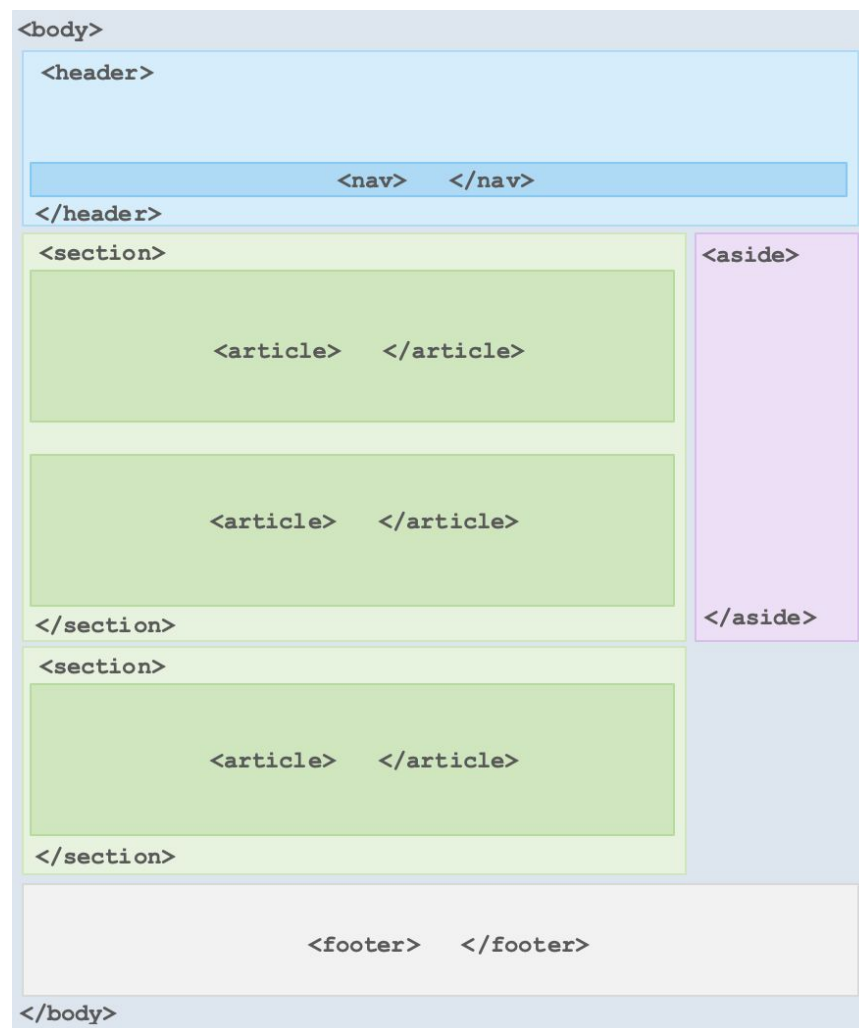 <body>
<header>
<nav> </nav>
</header>
<section>
<article> </article>
<article> </article>
</section>
<aside>
</aside>
<section>
<article> </article>
</section>
<footer> </footer>
</body>